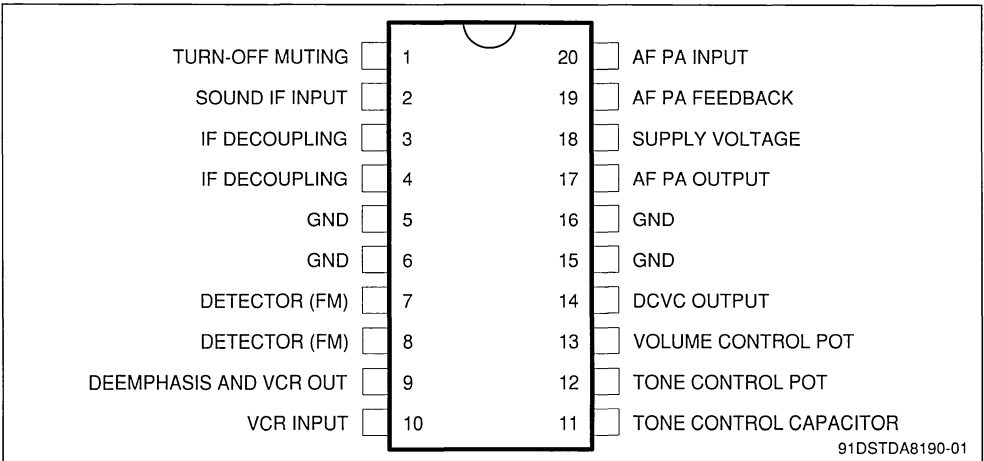 TURN-OFF MUTING 1 20 AF PA INPUT
SOUND IF INPUT 2 19 AF PA FEEDBACK
IF DECOUPLING 3 18 SUPPLY VOLTAGE
IF DECOUPLING 4 17 AF PA OUTPUT
GND 5 16 GND
GND 6 15 GND
DETECTOR (FM) 7 14 DCVC OUTPUT
DETECTOR (FM) 8 13 VOLUME CONTROL POT
DEEMPHASIS AND VCR OUT 9 12 TONE CONTROL POT
VCR INPUT 10 11 TONE CONTROL CAPACITOR
91DSTDA8190-01